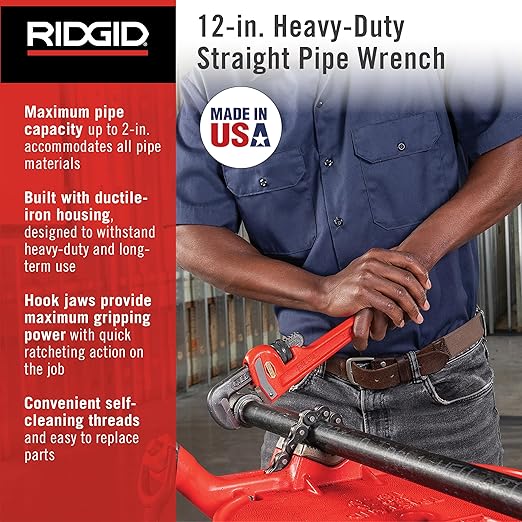 RIDGID
12-in. Heavy-Duty
Straight Pipe Wrench
MADE IN
USA
Maximum pipe
capacity up to 2-in.
accommodates all pipe
materials
Built with ductile-
iron housing,
designed to withstand
heavy-duty and long-
term use
Hook jaws provide
maximum gripping
power with quick
ratcheting action on
the job
Convenient self-
cleaning threads
and easy to replace
parts